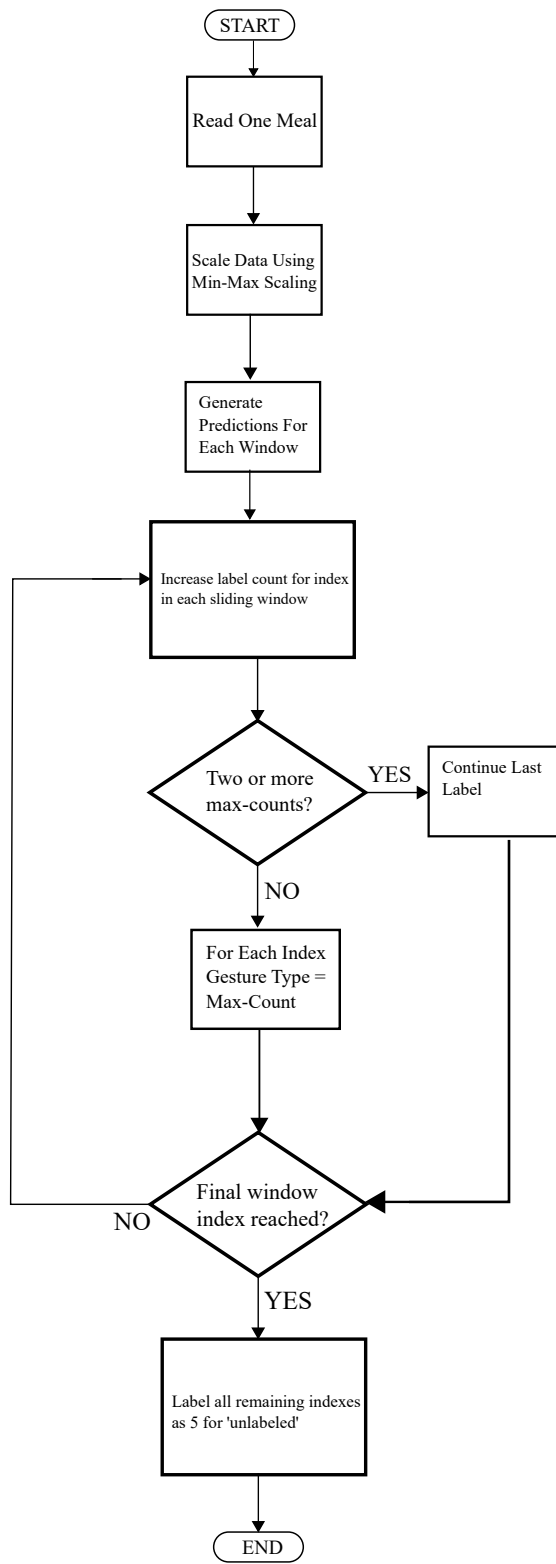 START
Read One Meal
Scale Data Using
Min-Max Scaling
Generate
Predictions For
Each Window
Increase label count for index
in each sliding window
Two or more
max-counts?
YES
Continue Last
Label
NO
For Each Index
Gesture Type =
Max-Count
Final window
index reached?
NO
YES
Label all remaining indexes
as 5 for 'unlabeled'
END